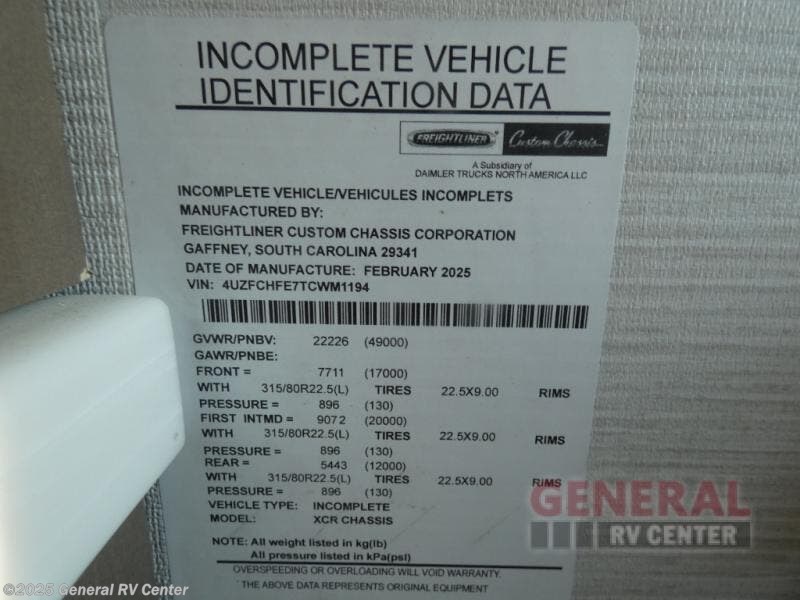 INCOMPLETE VEHICLE
IDENTIFICATION DATA
FREIGHTLINER Custom Chassis
A Subsidiary of
DAIMLER TRUCKS NORTH AMERICA LLC
INCOMPLETE VEHICLE/VEHICULES INCOMPLETS
MANUFACTURED BY:
FREIGHTLINER CUSTOM CHASSIS CORPORATION
GAFFNEY, SOUTH CAROLINA 29341
DATE OF MANUFACTURE: FEBRUARY 2025
VIN: 4UZFCHFE7TCWM1194
GVWR/PNBV: 22226 (49000)
GAWR/PNBE:
FRONT = 7711 (17000)
WITH 315/80R22.5(L) TIRES 22.5X9.00 RIMS
PRESSURE = 896 (130)
FIRST INTMD = 9072 (20000)
WITH 315/80R22.5(L) TIRES 22.5X9.00 RIMS
PRESSURE = 896 (130)
REAR = 5443 (12000)
WITH 315/80R22.5(L) TIRES 22.5X9.00 RIMS
PRESSURE = 896 (130)
VEHICLE TYPE: INCOMPLETE
MODEL: XCR CHASSIS
NOTE: All weight listed in kg(lb)
All pressure listed in kPa(psi)
OVERSPEEDING OR OVERLOADING WILL VOID WARRANTY.
THE ABOVE DATA REPRESENTS ORIGINAL EQUIPMENT
GENERAL
RV CENTER
©2025 General RV Center